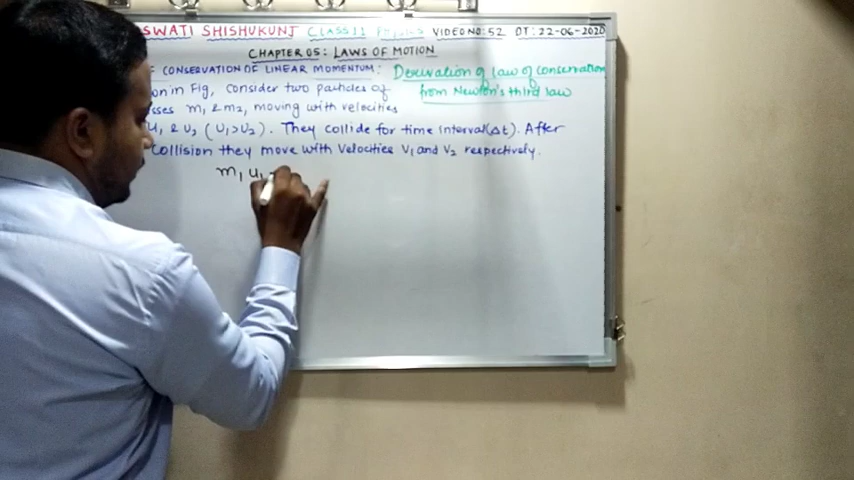 SWATI SHISHUKUNJ CLASS 11 Physics VIDEO NO: 52 DT: 22-06-2020
CHAPTER 05: LAWS OF MOTION
CONSERVATION OF LINEAR MOMENTUM: Derivation of law of conservation
from Newton's third law
in Fig, consider two particles of
m1 & m2, moving with velocities
U1 & U2 (U1>U2). They collide for time interval (Δt). After
Collision they move with Velocities V1 and V2 respectively.
m1 u1